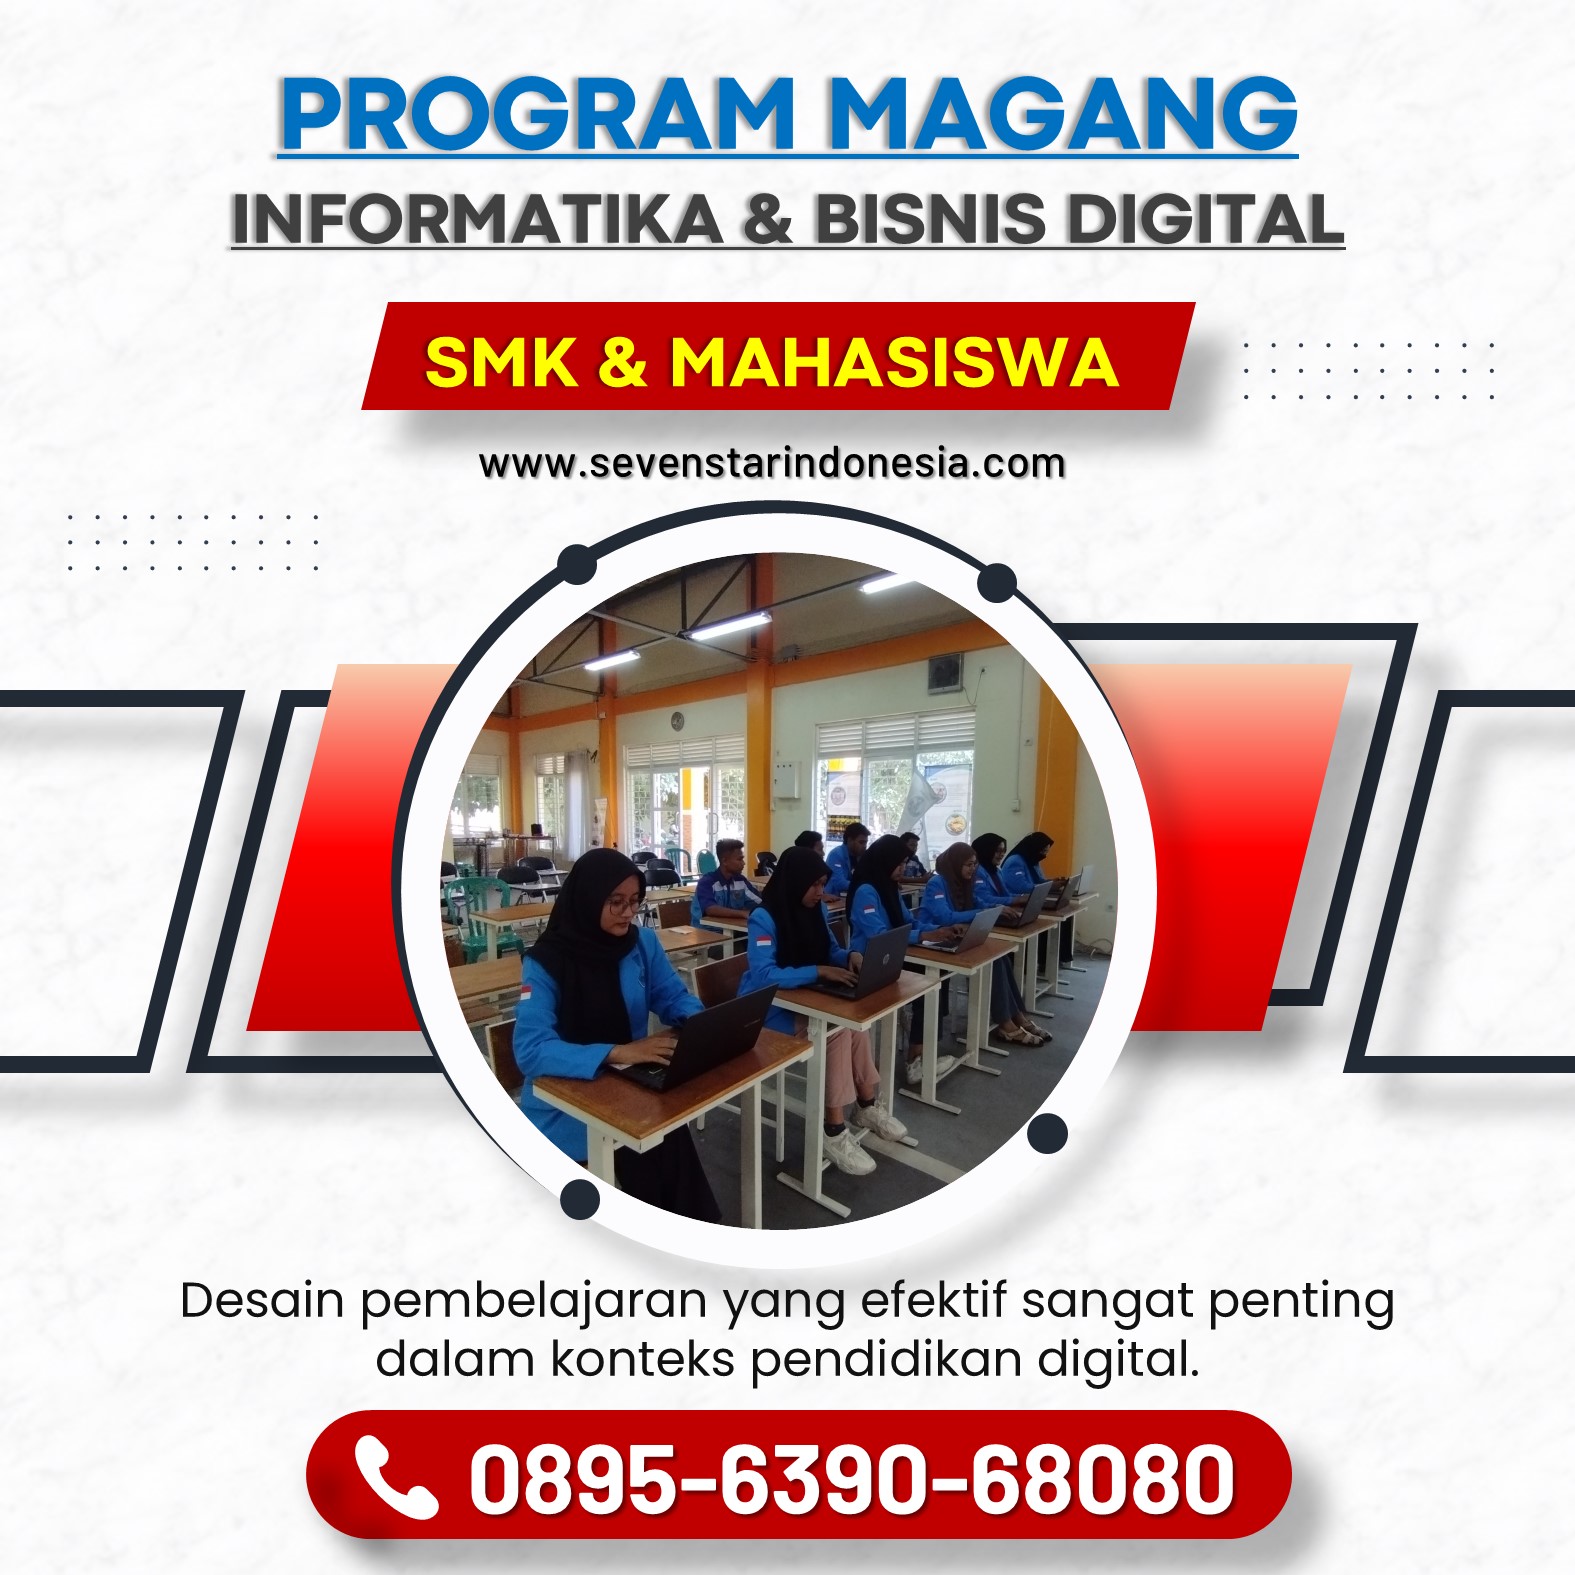 PROGRAM MAGANG
INFORMATIKA & BISNIS DIGITAL
SMK & MAHASISWA
www.sevenstarindonesia.com
Desain pembelajaran yang efektif sangat penting
dalam konteks pendidikan digital.
0895-6390-68080